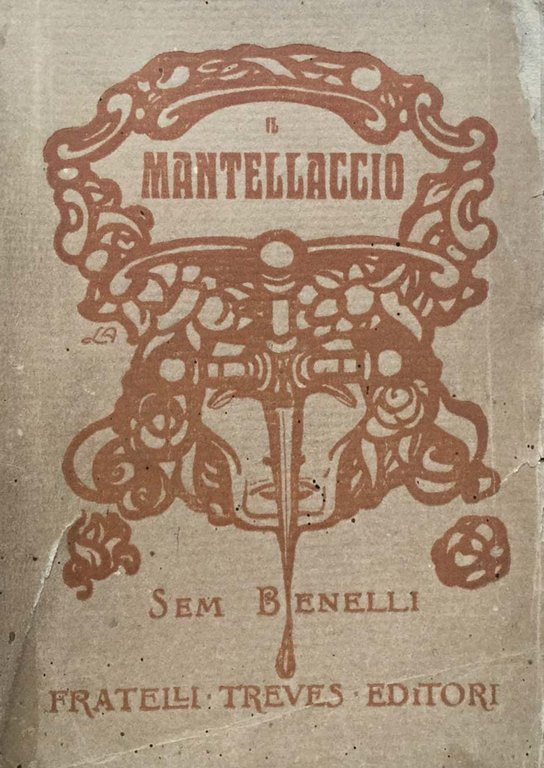 IL
MANTELLACCIO
LA
SEM BENELLI
FRATELLI · TREVES · EDITORI